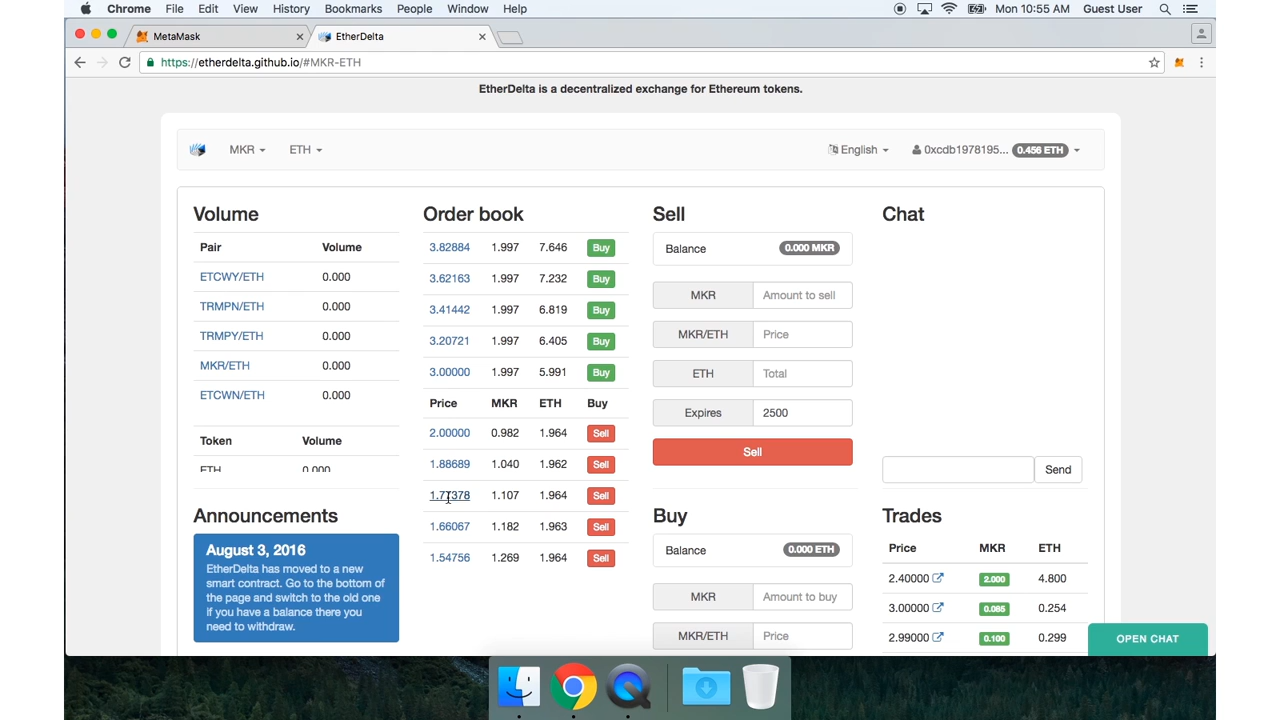 Chrome File Edit View History Bookmarks People Window Help
Mon 10:55 AM Guest User
MetaMask
EtherDelta
https://etherdelta.github.io/#MKR-ETH
EtherDelta is a decentralized exchange for Ethereum tokens.
MKR ETH
English 0xcdb1978195... 0.456 ETH
Volume
Pair Volume
ETCWY/ETH 0.000
TRMPN/ETH 0.000
TRMPY/ETH 0.000
MKR/ETH 0.000
ETCWN/ETH 0.000
Token Volume
ETH 0.000
Announcements
August 3, 2016
EtherDelta has moved to a new
smart contract. Go to the bottom of
the page and switch to the old one
if you have a balance there you
need to withdraw.
Order book
3.82884 1.997 7.646 Buy
3.62163 1.997 7.232 Buy
3.41442 1.997 6.819 Buy
3.20721 1.997 6.405 Buy
3.00000 1.997 5.991 Buy
Price MKR ETH Buy
2.00000 0.982 1.964 Sell
1.88689 1.040 1.962 Sell
1.77378 1.107 1.964 Sell
1.66067 1.182 1.963 Sell
1.54756 1.269 1.964 Sell
Sell
Balance 0.000 MKR
MKR Amount to sell
MKR/ETH Price
ETH Total
Expires 2500
Sell
Buy
Balance 0.000 ETH
MKR Amount to buy
MKR/ETH Price
Chat
Send
Trades
Price MKR ETH
2.40000 2.000 4.800
3.00000 0.085 0.254
2.99000 0.100 0.299
OPEN CHAT